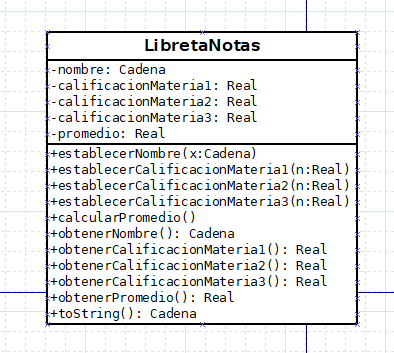 LibretaNotas
-nombre: Cadena
-calificacionMateria1: Real
-calificacionMateria2: Real
-calificacionMateria3: Real
-promedio: Real
+establecerNombre(x:Cadena)
+establecerCalificacionMateria1(n:Real)
+establecerCalificacionMateria2(n:Real)
+establecerCalificacionMateria3(n:Real)
+calcularPromedio()
+obtenerNombre(): Cadena
+obtenerCalificacionMateria1(): Real
+obtenerCalificacionMateria2(): Real
+obtenerCalificacionMateria3(): Real
+obtenerPromedio(): Real
+toString(): Cadena